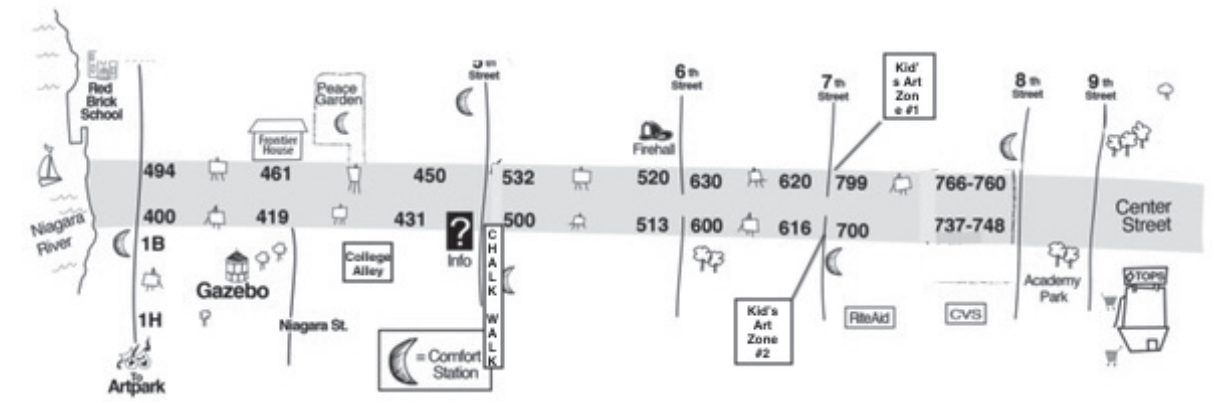 Red
Brick
School
Peace
Garden
Frontier
House
5th
Street
6th
Street
7th
Street
Kid'
s Art
Zon
e #1
8th
Street
9th
Street
Firehall
494
461
450
532
520
630
620
799
766-760
400
419
431
500
513
600
616
700
737-748
Center
Street
Niagara
River
1B
1H
To
Artpark
Gazebo
Niagara St.
College
Alley
?
Info
CHALK WALK
= Comfort
Station
Kid's
Art
Zone
#2
RiteAid
CVS
Academy
Park
TOPS